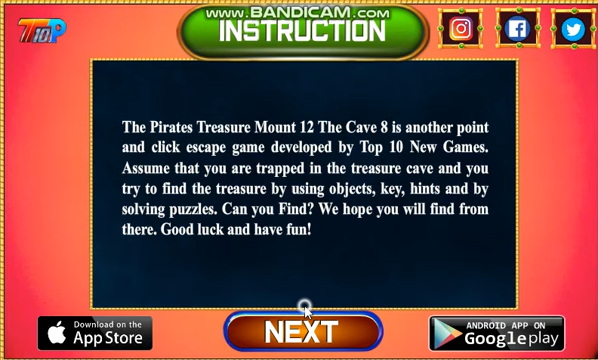 WWW.BANDICAM.COM
T10P
INSTRUCTION
The Pirates Treasure Mount 12 The Cave 8 is another point
and click escape game developed by Top 10 New Games.
Assume that you are trapped in the treasure cave and you
try to find the treasure by using objects, key, hints and by
solving puzzles. Can you Find? We hope you will find from
there. Good luck and have fun!
Download on the
App Store
NEXT
ANDROID APP ON
Google play